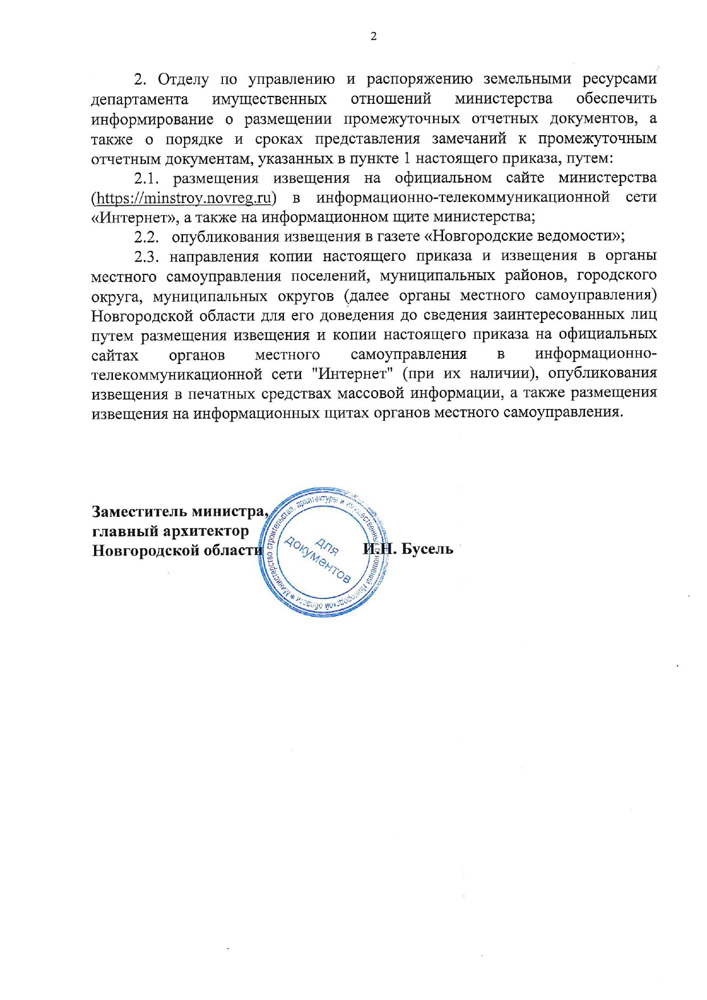 2
2. Отделу по управлению и распоряжению земельными ресурсами
департамента имущественных отношений министерства обеспечить
информирование о размещении промежуточных отчетных документов, а
также о порядке и сроках представления замечаний к промежуточным
отчетным документам, указанных в пункте 1 настоящего приказа, путем:
2.1. размещения извещения на официальном сайте министерства
(https://minstroy.novreg.ru) в информационно-телекоммуникационной сети
«Интернет», а также на информационном щите министерства;
2.2. опубликования извещения в газете «Новгородские ведомости»;
2.3. направления копии настоящего приказа и извещения в органы
местного самоуправления поселений, муниципальных районов, городского
округа, муниципальных округов (далее органы местного самоуправления)
Новгородской области для его доведения до сведения заинтересованных лиц
путем размещения извещения и копии настоящего приказа на официальных
сайтах органов местного самоуправления в информационно-
телекоммуникационной сети "Интернет" (при их наличии), опубликования
извещения в печатных средствах массовой информации, а также размещения
извещения на информационных щитах органов местного самоуправления.
Заместитель министра,
главный архитектор
Новгородской области И.Н. Бусель
* Министерство строительства, архитектуры и имущественных отношений Новгородской области
для
документов